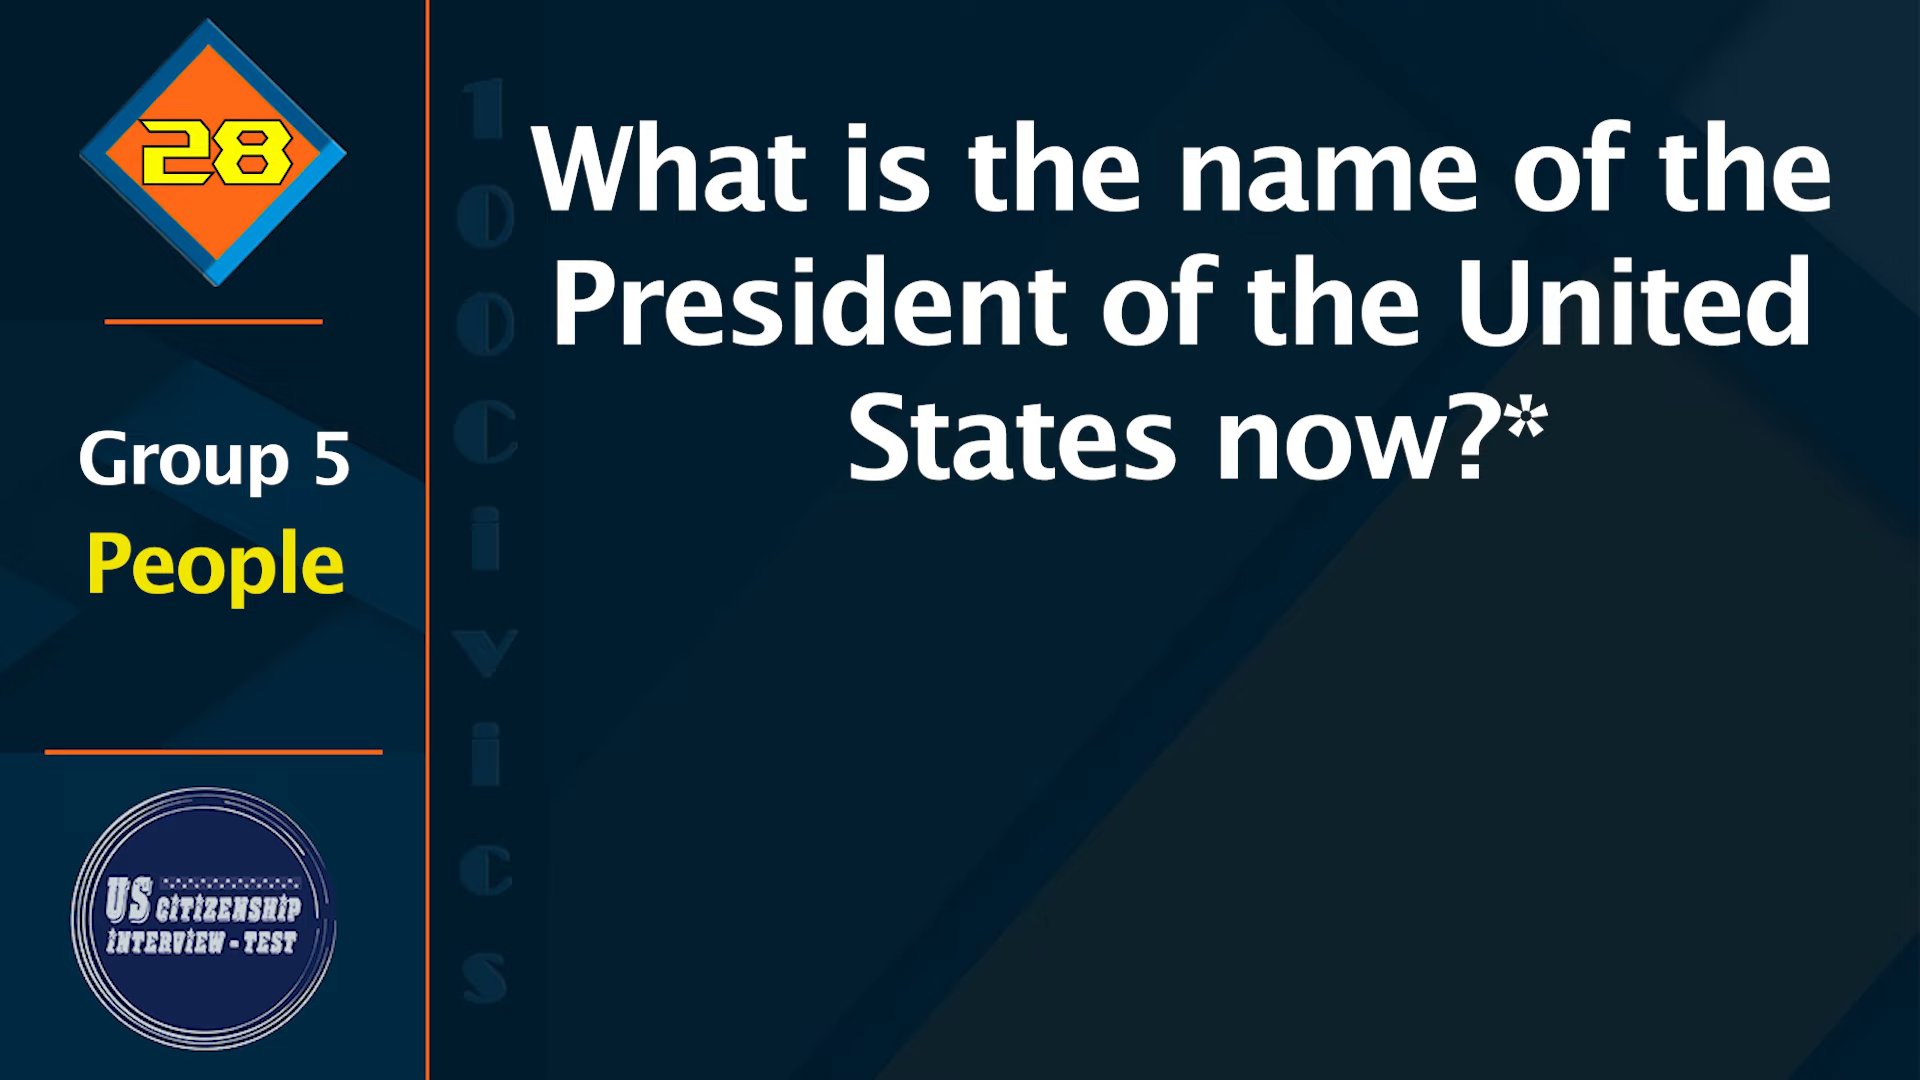 28
Group 5
People
US CITIZENSHIP
INTERVIEW - TEST
100 Civics
What is the name of the
President of the United
States now?*